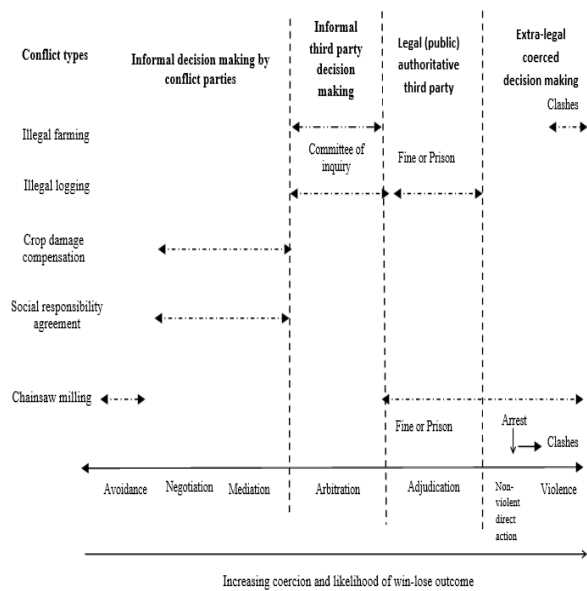 Conflict types
Informal decision making by
conflict parties
Informal
third party
decision
making
Legal (public)
authoritative
third party
Extra-legal
coerced
decision making
Clashes
Illegal farming
Committee of
inquiry
Fine or Prison
Illegal logging
Crop damage
compensation
Social responsibility
agreement
Chainsaw milling
Fine or Prison
Arrest
Clashes
Avoidance
Negotiation
Mediation
Arbitration
Adjudication
Non-
violent
direct
action
Violence
Increasing coercion and likelihood of win-lose outcome